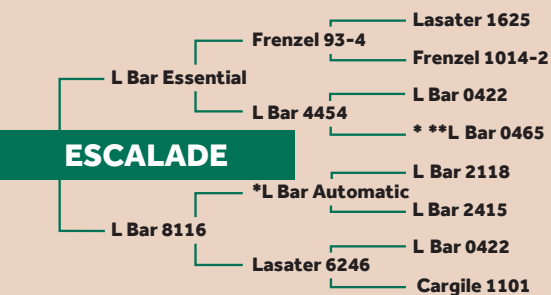 Lasater 1625
Frenzel 93-4
Frenzel 1014-2
L Bar Essential
L Bar 0422
L Bar 4454
* **L Bar 0465
ESCALADE
L Bar 2118
*L Bar Automatic
L Bar 2415
L Bar 8116
L Bar 0422
Lasater 6246
Cargile 1101